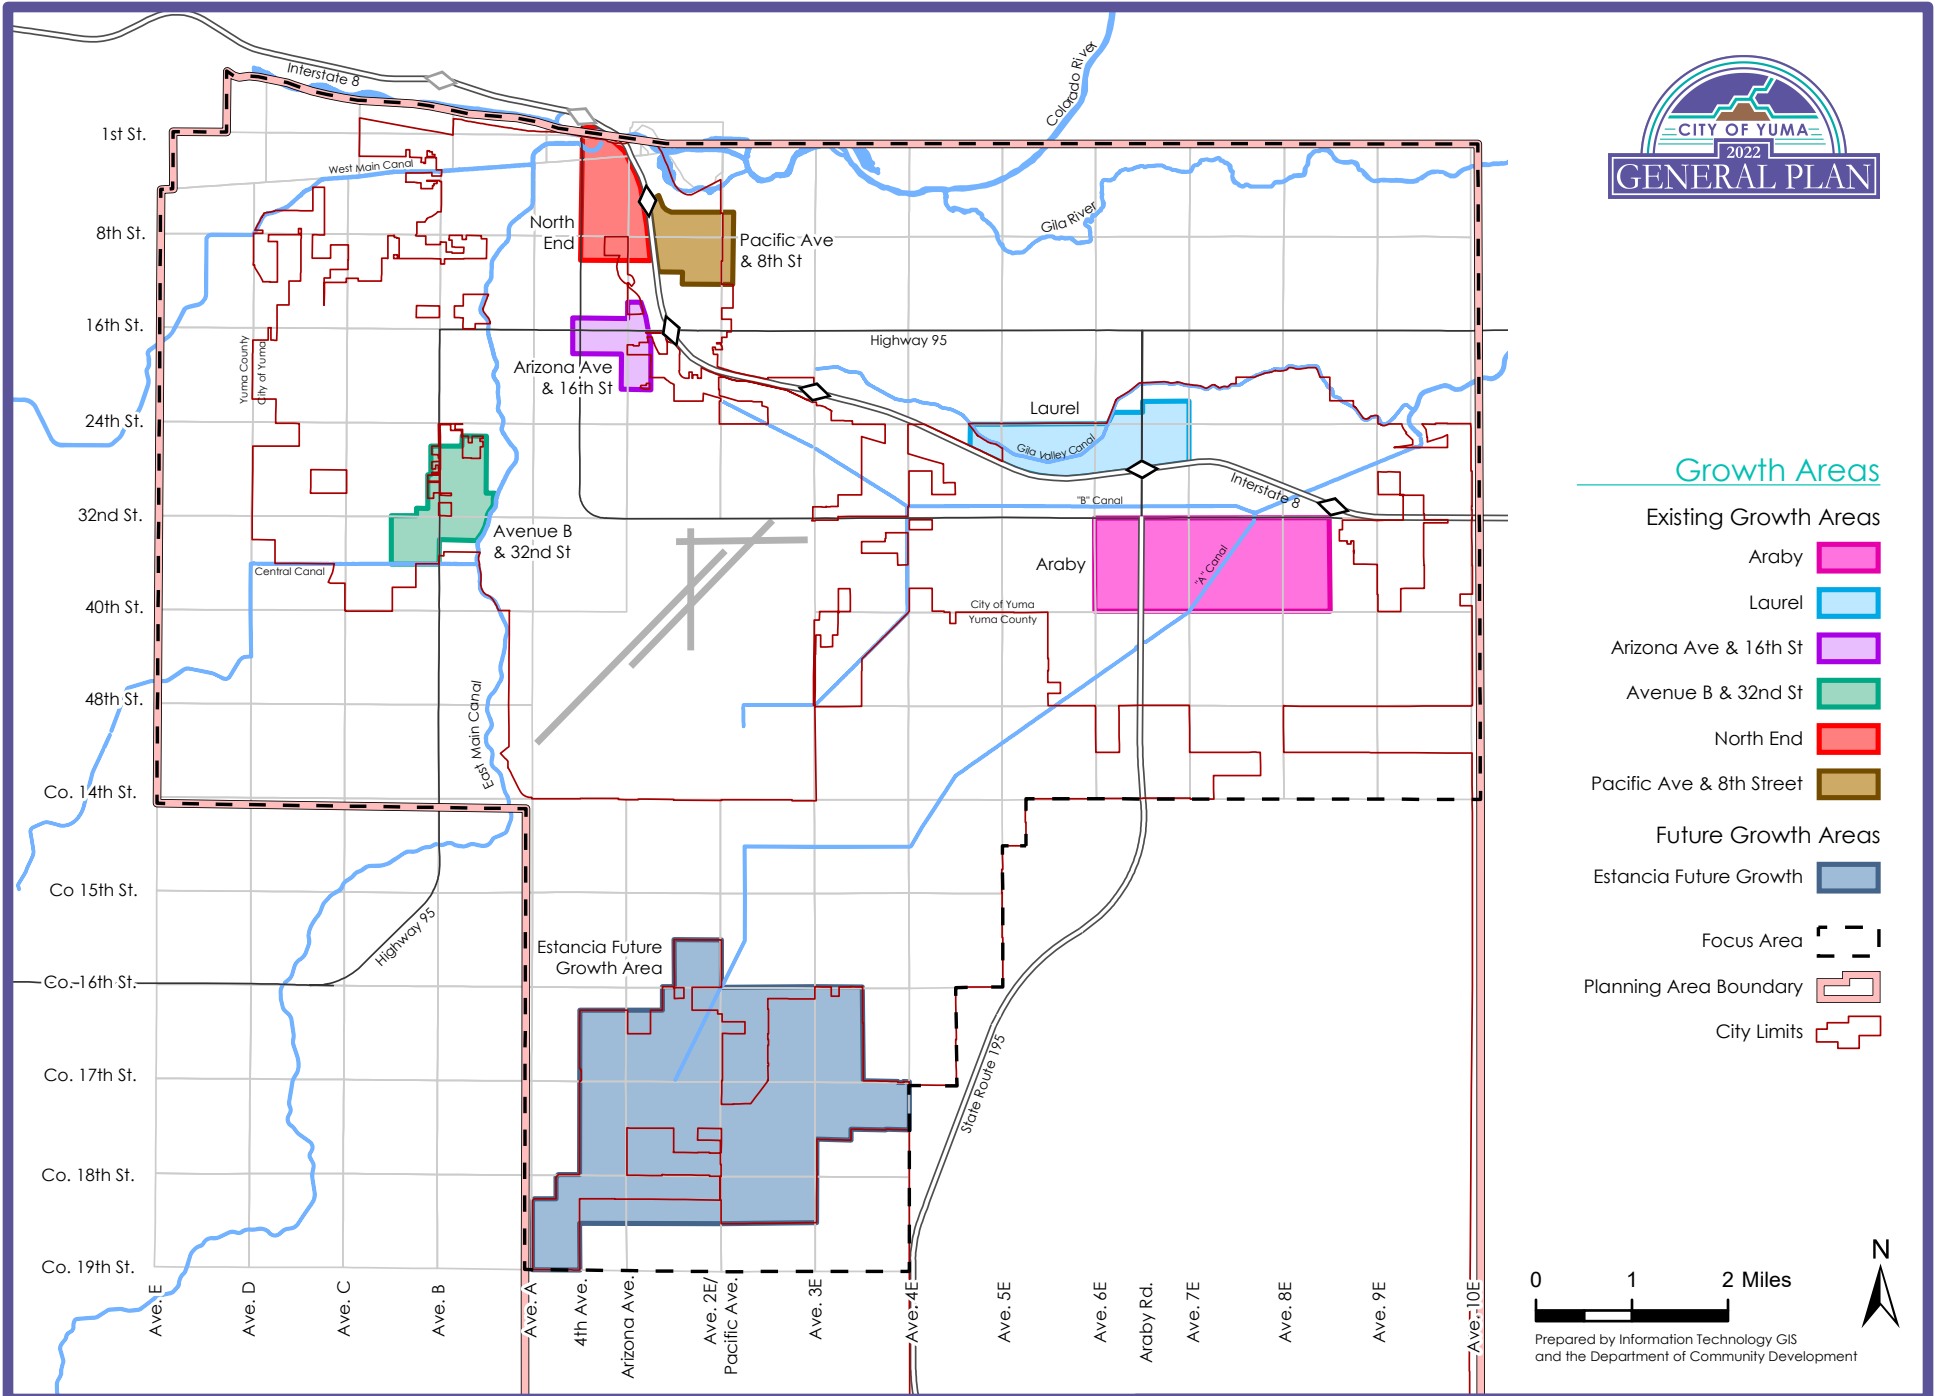 CITY OF YUMA
2022
GENERAL PLAN
Growth Areas
Existing Growth Areas
Araby
Laurel
Arizona Ave & 16th St
Avenue B & 32nd St
North End
Pacific Ave & 8th Street
Future Growth Areas
Estancia Future Growth
Focus Area
Planning Area Boundary
City Limits
0 1 2 Miles
N
Prepared by Information Technology GIS
and the Department of Community Development
Interstate 8
Colorado River
1st St.
West Main Canal
8th St.
North
End
Pacific Ave
& 8th St
Gila River
16th St.
Highway 95
Yuma County
City of Yuma
Arizona Ave
& 16th St
24th St.
Laurel
Gila Valley Canal
Interstate 8
"B" Canal
32nd St.
Avenue B
& 32nd St
Araby
"A" Canal
Central Canal
40th St.
City of Yuma
Yuma County
48th St.
East Main Canal
Co. 14th St.
Co 15th St.
Highway 95
Estancia Future
Growth Area
Co. 16th St.
State Route 195
Co. 17th St.
Co. 18th St.
Co. 19th St.
Ave. E
Ave. D
Ave. C
Ave. B
Ave. A
4th Ave.
Arizona Ave.
Ave. 2E/
Pacific Ave.
Ave. 3E
Ave. 4E
Ave. 5E
Ave. 6E
Araby Rd.
Ave. 7E
Ave. 8E
Ave. 9E
Ave. 10E